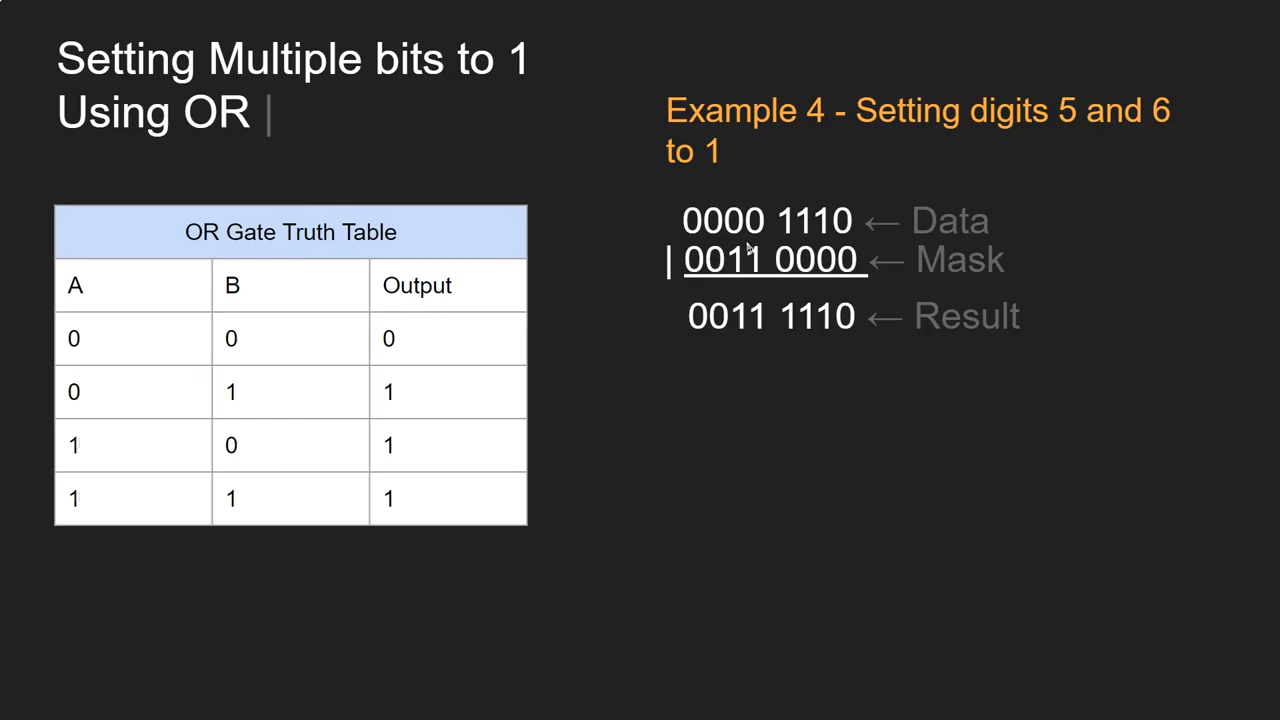 Setting Multiple bits to 1
Using OR |
Example 4 - Setting digits 5 and 6
to 1
OR Gate Truth Table
A B Output
0 0 0
0 1 1
1 0 1
1 1 1
0000 1110 ← Data
| 0011 0000 ← Mask
0011 1110 ← Result